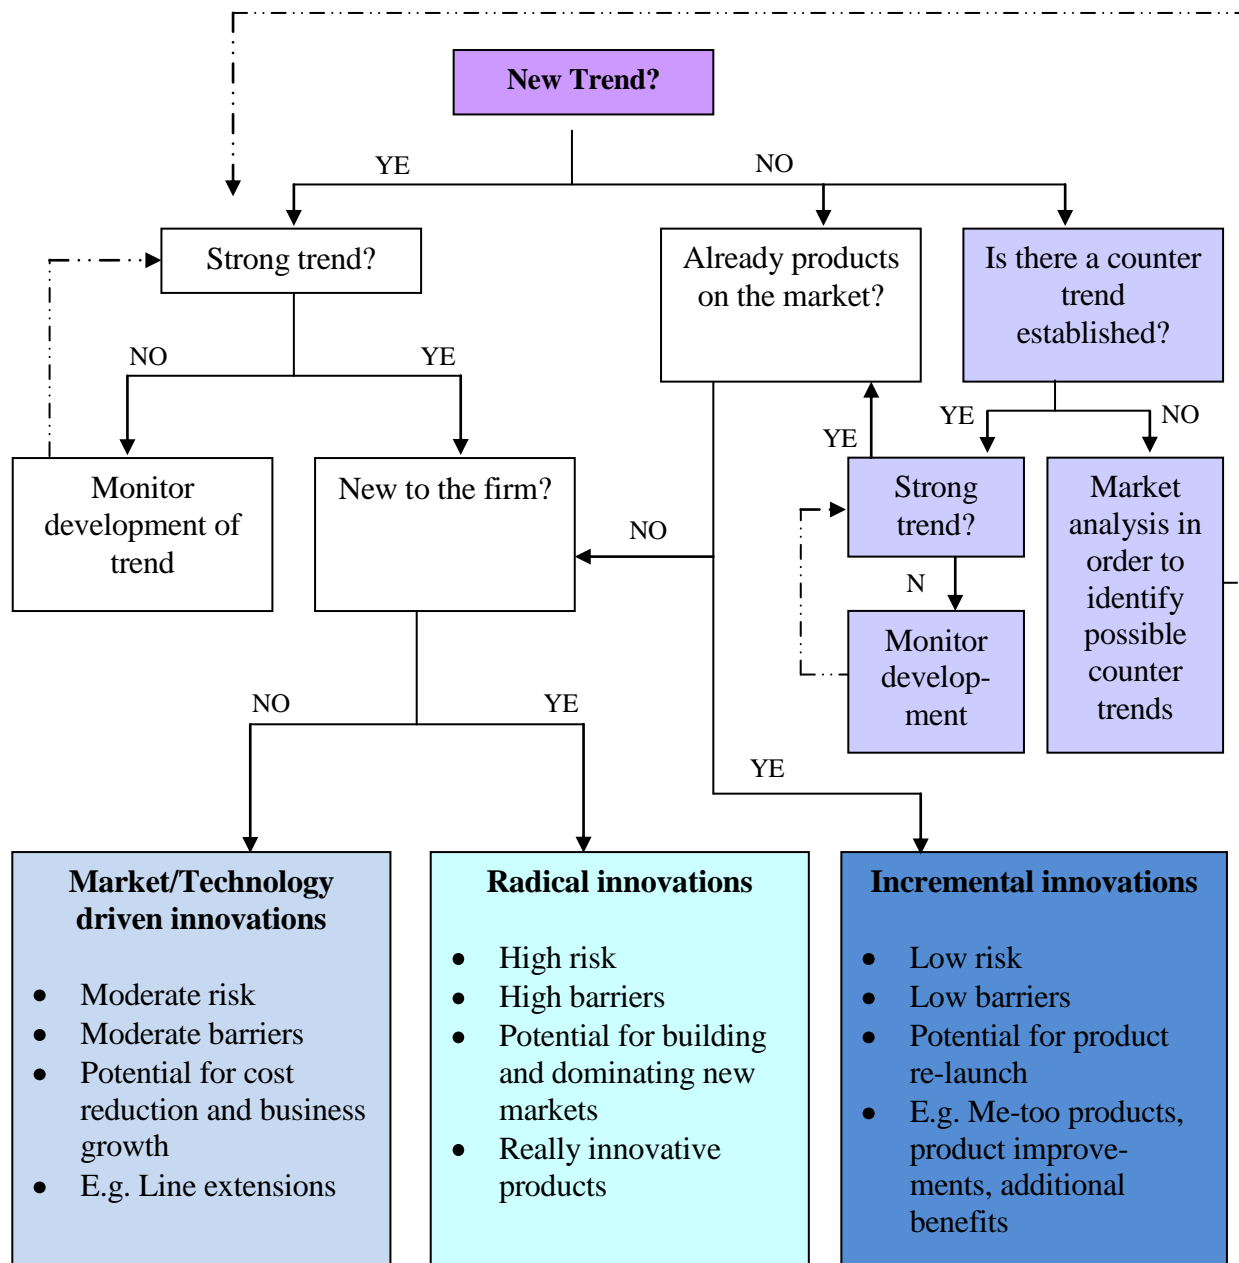 New Trend?
YE
NO
Strong trend?
Already products
on the market?
Is there a counter
trend
established?
NO
YE
YE
NO
YE
Monitor
development of
trend
New to the firm?
Strong
trend?
Market
analysis in
order to
identify
possible
counter
trends
NO
N
Monitor
develop-
ment
NO
YE
YE
Market/Technology
driven innovations
• Moderate risk
• Moderate barriers
• Potential for cost
reduction and business
growth
• E.g. Line extensions
Radical innovations
• High risk
• High barriers
• Potential for building
and dominating new
markets
• Really innovative
products
Incremental innovations
• Low risk
• Low barriers
• Potential for product
re-launch
• E.g. Me-too products,
product improve-
ments, additional
benefits